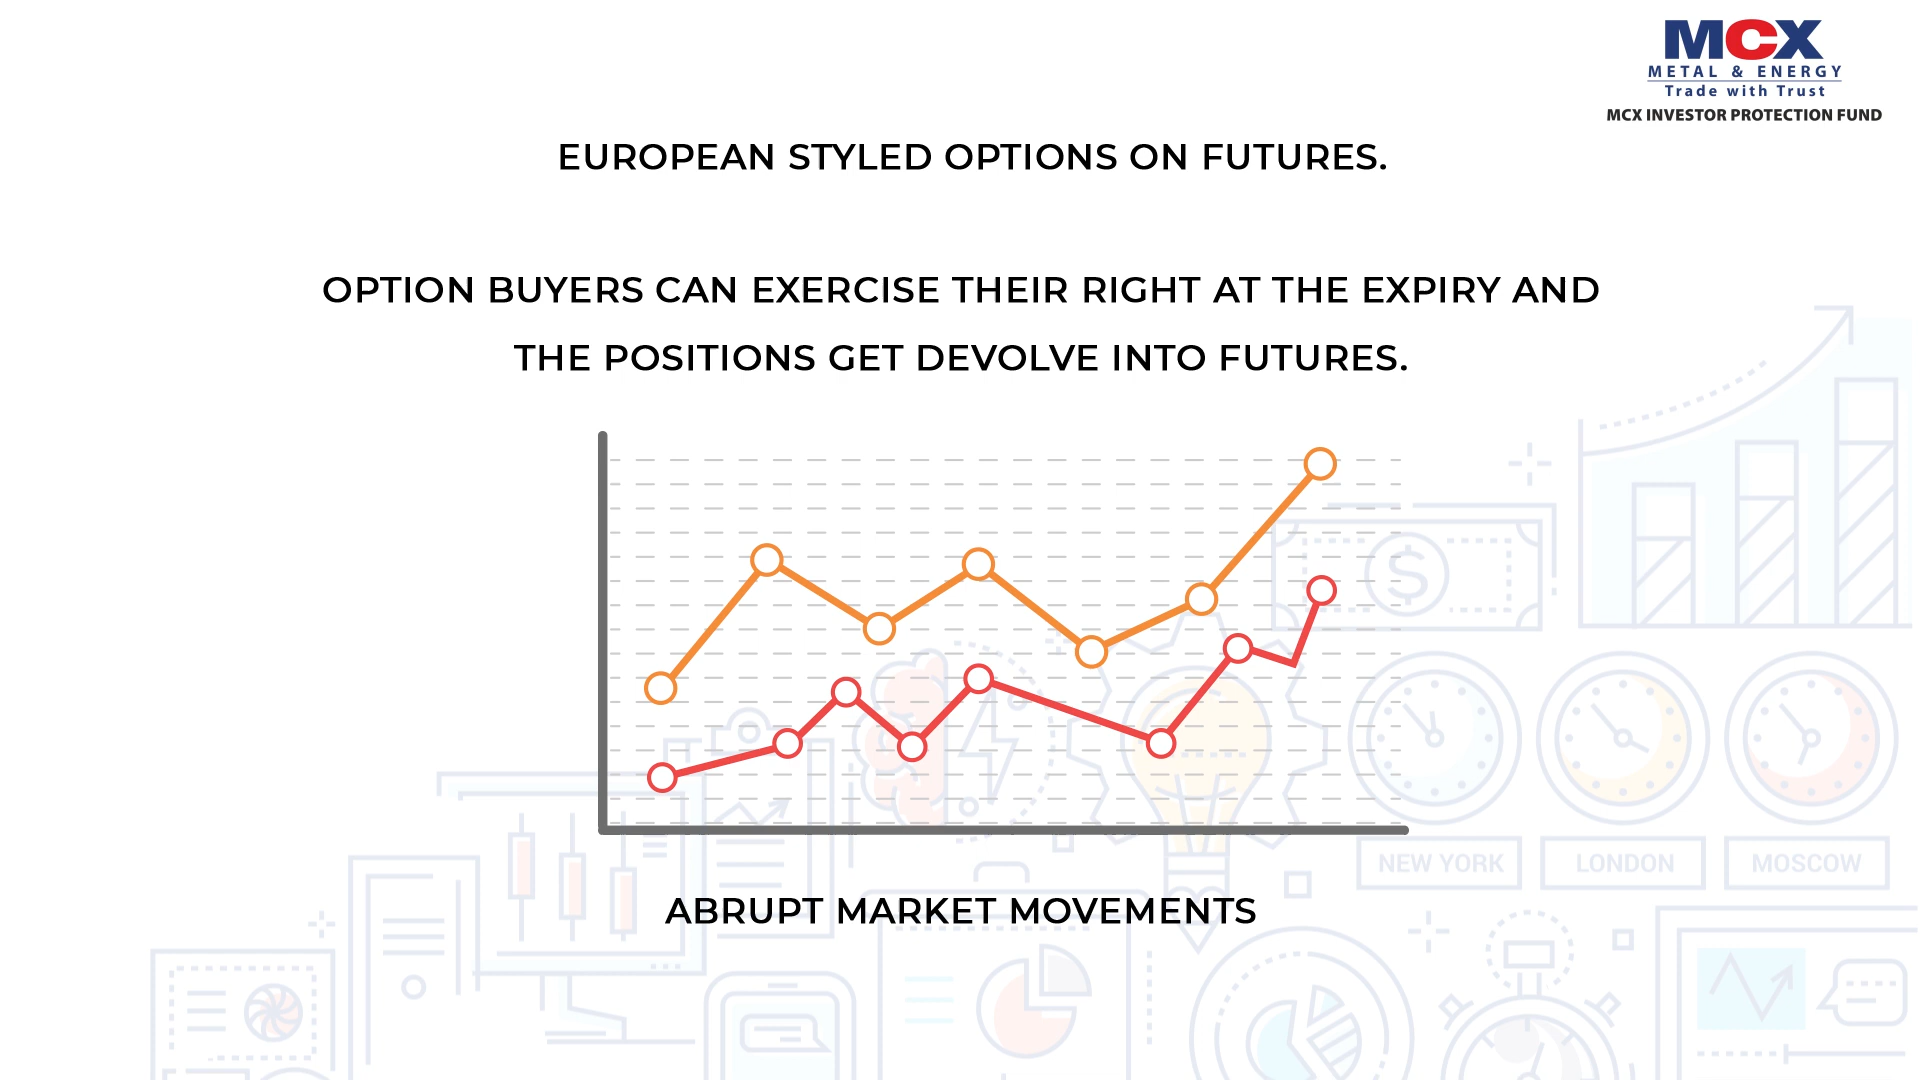 MCX
METAL & ENERGY
Trade with Trust
MCX INVESTOR PROTECTION FUND
EUROPEAN STYLED OPTIONS ON FUTURES.
OPTION BUYERS CAN EXERCISE THEIR RIGHT AT THE EXPIRY AND
THE POSITIONS GET DEVOLVE INTO FUTURES.
$
NEW YORK
LONDON
MOSCOW
ABRUPT MARKET MOVEMENTS